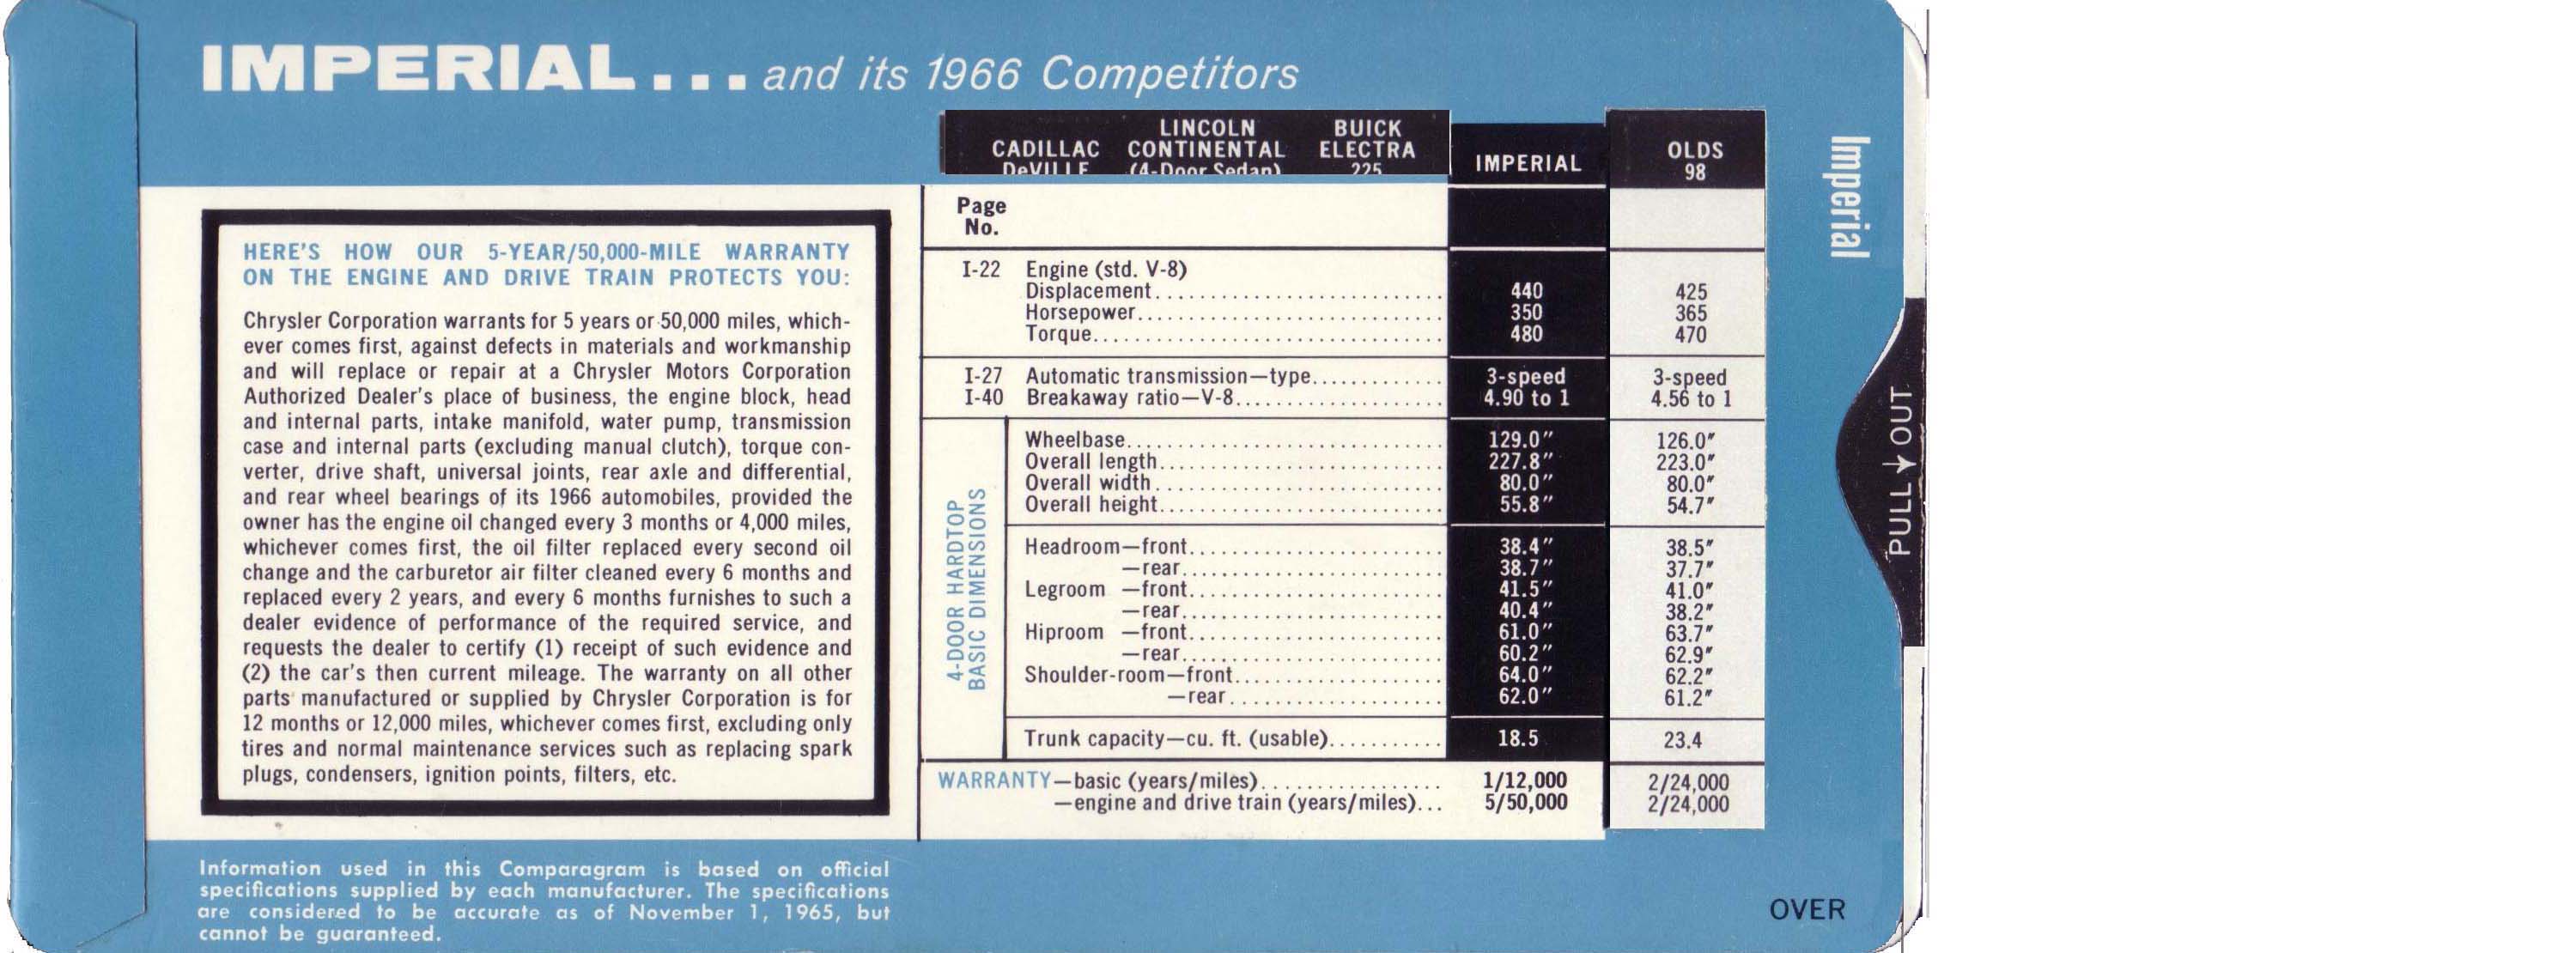 IMPERIAL... and its 1966 Competitors
CADILLAC DeVILLE
LINCOLN CONTINENTAL (4-Door Sedan)
BUICK ELECTRA 225
IMPERIAL
OLDS 98
Imperial
PULL OUT
HERE'S HOW OUR 5-YEAR/50,000-MILE WARRANTY
ON THE ENGINE AND DRIVE TRAIN PROTECTS YOU:
Chrysler Corporation warrants for 5 years or 50,000 miles, which-
ever comes first, against defects in materials and workmanship
and will replace or repair at a Chrysler Motors Corporation
Authorized Dealer's place of business, the engine block, head
and internal parts, intake manifold, water pump, transmission
case and internal parts (excluding manual clutch), torque con-
verter, drive shaft, universal joints, rear axle and differential,
and rear wheel bearings of its 1966 automobiles, provided the
owner has the engine oil changed every 3 months or 4,000 miles,
whichever comes first, the oil filter replaced every second oil
change and the carburetor air filter cleaned every 6 months and
replaced every 2 years, and every 6 months furnishes to such a
dealer evidence of performance of the required service, and
requests the dealer to certify (1) receipt of such evidence and
(2) the car's then current mileage. The warranty on all other
parts manufactured or supplied by Chrysler Corporation is for
12 months or 12,000 miles, whichever comes first, excluding only
tires and normal maintenance services such as replacing spark
plugs, condensers, ignition points, filters, etc.
Page
No.
I-22 Engine (std. V-8)
Displacement 440 425
Horsepower 350 365
Torque 480 470
I-27 Automatic transmission—type 3-speed 3-speed
I-40 Breakaway ratio—V-8 4.90 to 1 4.56 to 1
4-DOOR HARDTOP
BASIC DIMENSIONS
Wheelbase 129.0" 126.0"
Overall length 227.8" 223.0"
Overall width 80.0" 80.0"
Overall height 55.8" 54.7"
Headroom—front 38.4" 38.5"
—rear 38.7" 37.7"
Legroom —front 41.5" 41.0"
—rear 40.4" 38.2"
Hiproom —front 61.0" 63.7"
—rear 60.2" 62.9"
Shoulder-room—front 64.0" 62.2"
—rear 62.0" 61.2"
Trunk capacity—cu. ft. (usable) 18.5 23.4
WARRANTY—basic (years/miles) 1/12,000 2/24,000
—engine and drive train (years/miles)... 5/50,000 2/24,000
Information used in this Comparagram is based on official
specifications supplied by each manufacturer. The specifications
are considered to be accurate as of November 1, 1965, but
cannot be guaranteed.
OVER